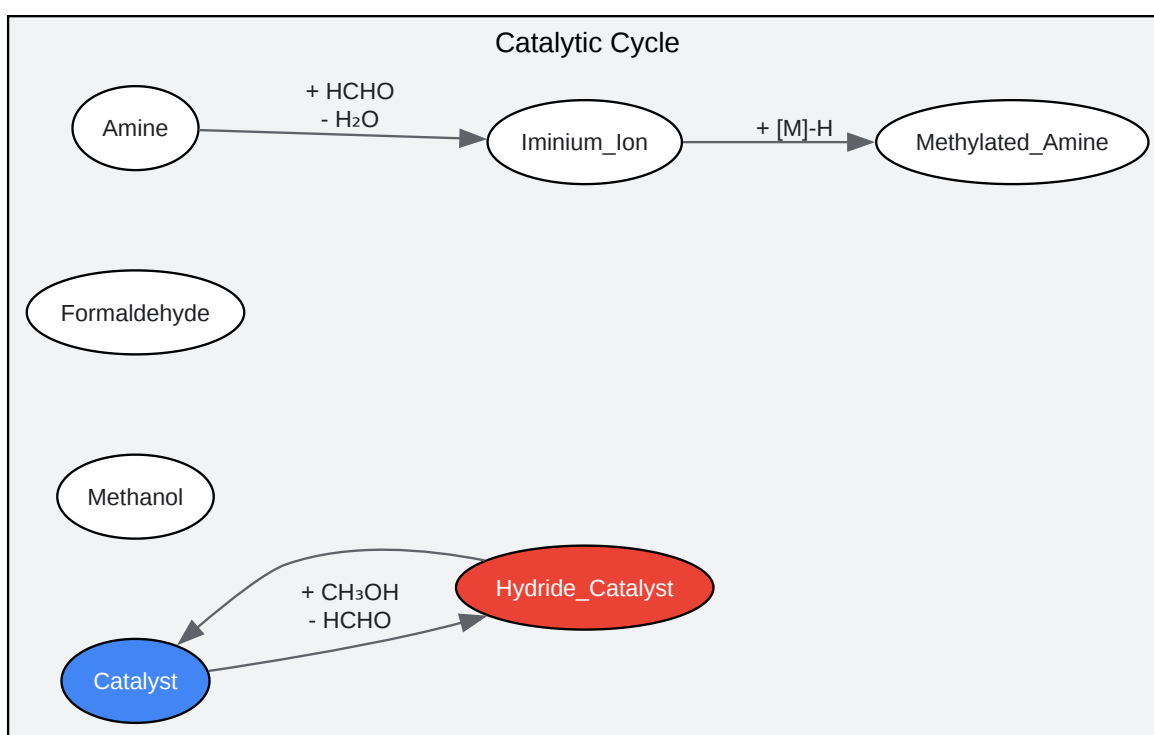 Catalytic Cycle
Amine
+ HCHO
- H₂O
Iminium_Ion
+ [M]-H
Methylated_Amine
Formaldehyde
Methanol
+ CH₃OH
- HCHO
Hydride_Catalyst
Catalyst